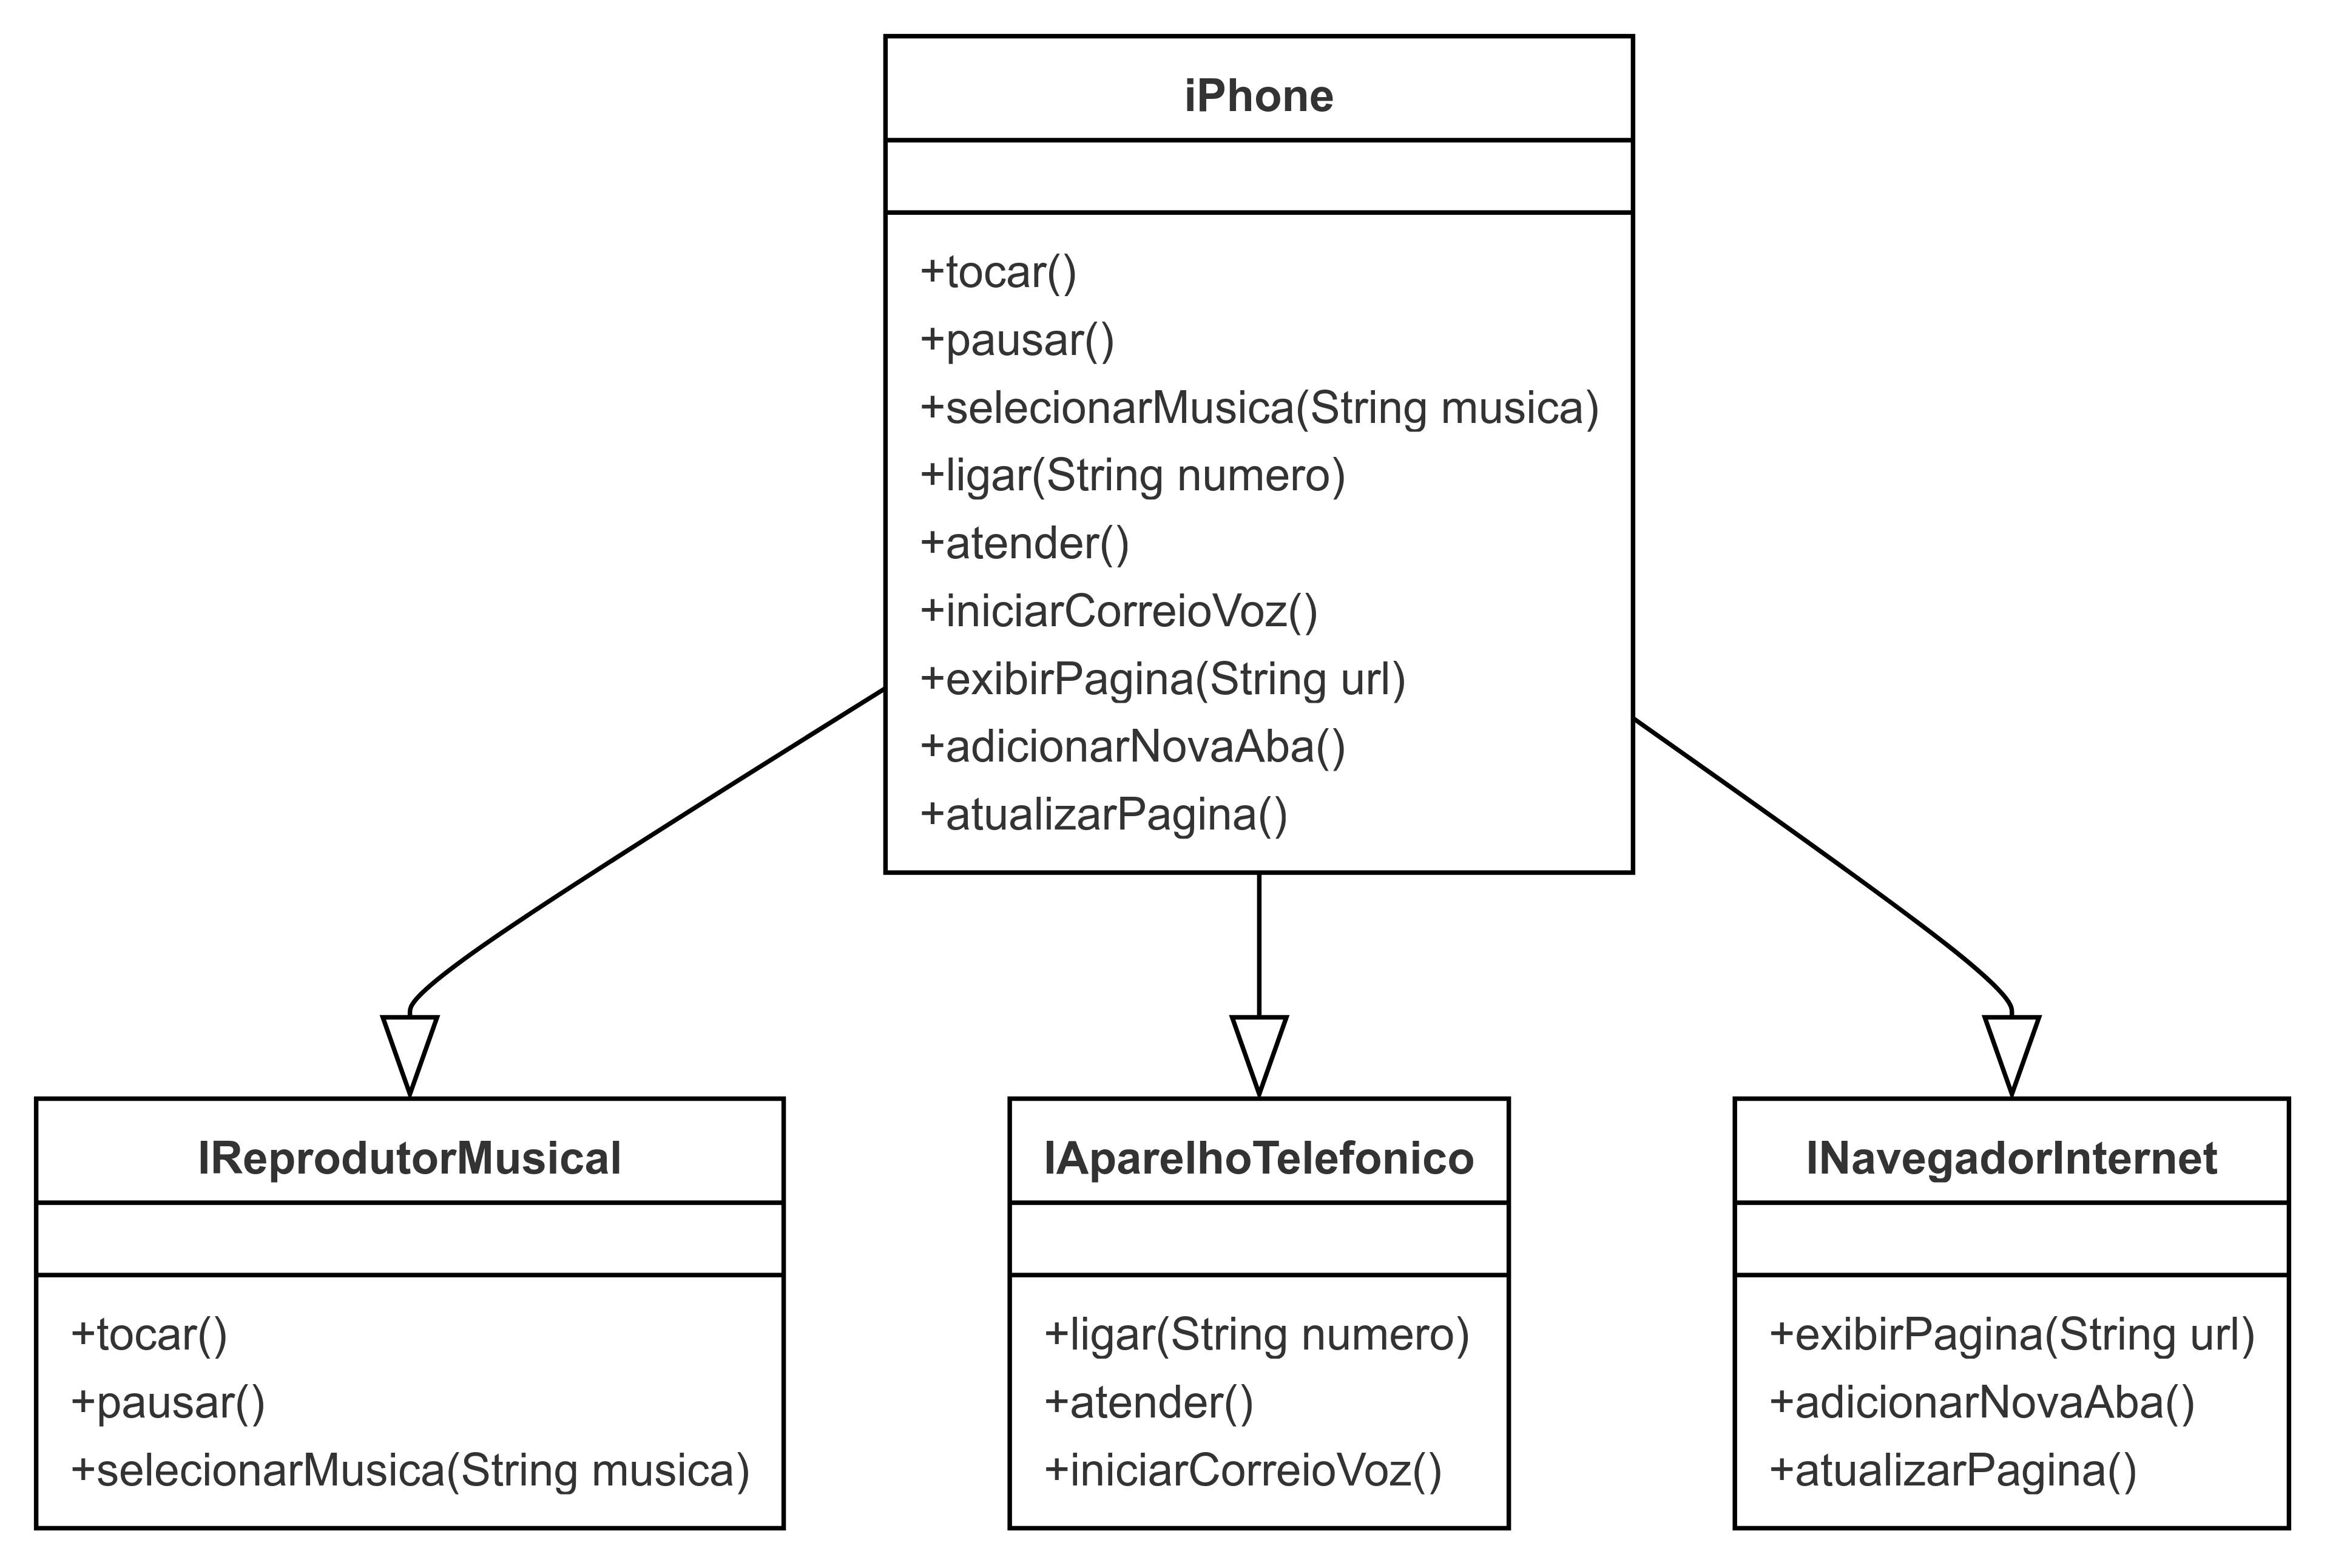 iPhone
+tocar()
+pausar()
+selecionarMusica(String musica)
+ligar(String numero)
+atender()
+iniciarCorreioVoz()
+exibirPagina(String url)
+adicionarNovaAba()
+atualizarPagina()
IReprodutorMusical
+tocar()
+pausar()
+selecionarMusica(String musica)
IAparelhoTelefonico
+ligar(String numero)
+atender()
+iniciarCorreioVoz()
INavegadorInternet
+exibirPagina(String url)
+adicionarNovaAba()
+atualizarPagina()